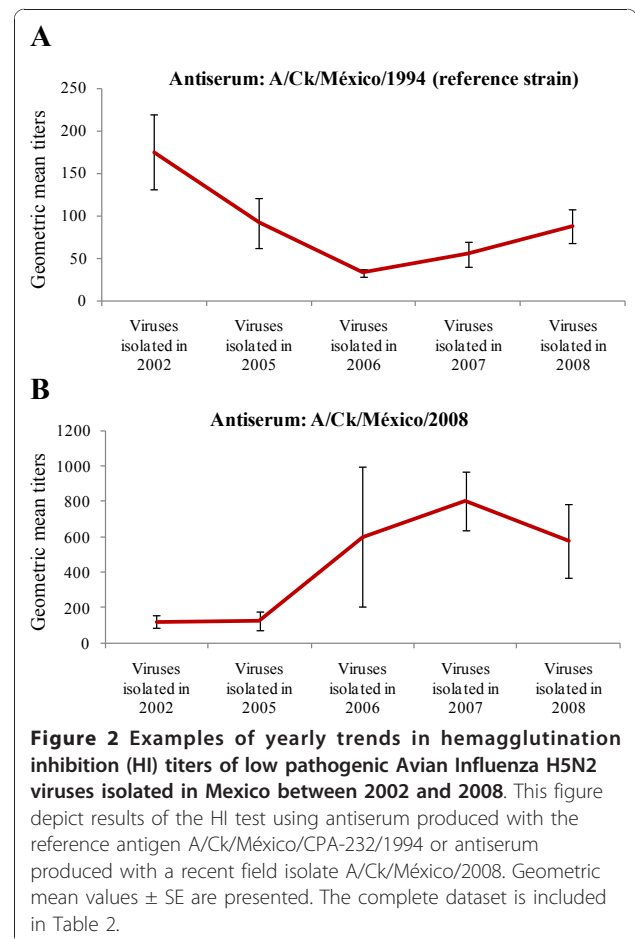 A
Antiserum: A/Ck/México/1994 (reference strain)
Geometric mean titers
250
200
150
100
50
0
Viruses isolated in 2002
Viruses isolated in 2005
Viruses isolated in 2006
Viruses isolated in 2007
Viruses isolated in 2008
B
Antiserum: A/Ck/México/2008
Geometric mean titers
1200
1000
800
600
400
200
0
Viruses isolated in 2002
Viruses isolated in 2005
Viruses isolated in 2006
Viruses isolated in 2007
Viruses isolated in 2008
Figure 2 Examples of yearly trends in hemagglutination
inhibition (HI) titers of low pathogenic Avian Influenza H5N2
viruses isolated in Mexico between 2002 and 2008. This figure
depict results of the HI test using antiserum produced with the
reference antigen A/Ck/México/CPA-232/1994 or antiserum
produced with a recent field isolate A/Ck/México/2008. Geometric
mean values ± SE are presented. The complete dataset is included
in Table 2.